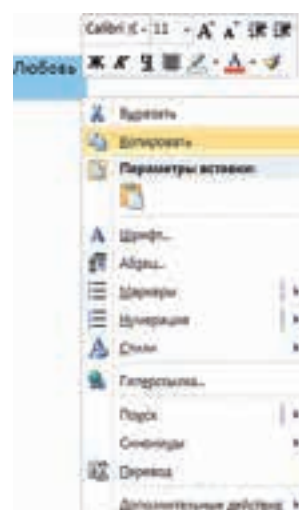 Calibri (С 11
Любовь Ж К Ч
Вырезать
Копировать
Параметры вставки:
Шрифт...
Абзац...
Маркеры
Нумерация
Стили
Гиперссылка...
Поиск
Синонимы
Перевод
Дополнительные действия